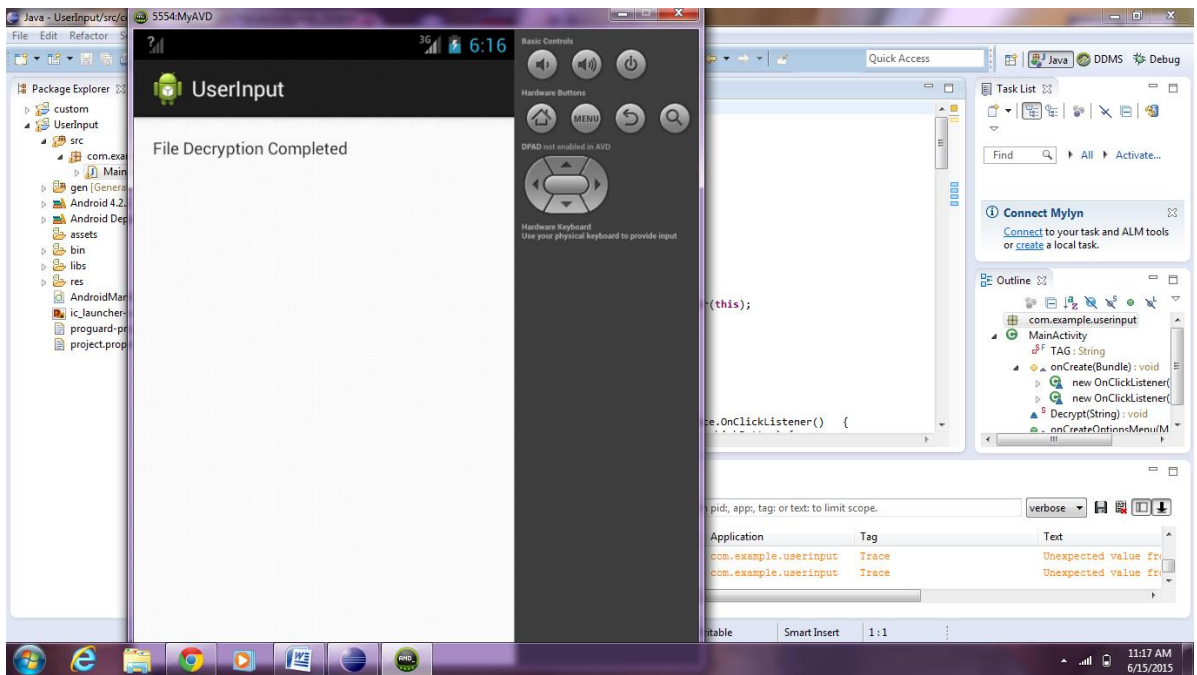 Java - UserInput/src/c
5554:MyAVD
File Edit Refactor S
3G 6:16
Basic Controls
Quick Access
Java DDMS Debug
UserInput
Hardware Buttons
MENU
Package Explorer
Task List
custom
UserInput
src
com.exa
Main
gen [Genera
Android 4.2.
Android Dep
assets
bin
libs
res
AndroidMar
ic_launcher-
proguard-pr
project.prop
File Decryption Completed
DPAD not enabled in AVD
Hardware Keyboard
Use your physical keyboard to provide input
Find All Activate...
Connect Mylyn
Connect to your task and ALM tools
or create a local task.
r(this);
ce.OnClickListener() {
Outline
com.example.userinput
MainActivity
TAG : String
onCreate(Bundle) : void
new OnClickListener(
new OnClickListener(
Decrypt(String) : void
onCreateOptionsMenu(M
pid:, app:, tag: or text: to limit scope.
verbose
Application Tag Text
com.example.userinput Trace Unexpected value fro
com.example.userinput Trace Unexpected value fro
ritable Smart Insert 1 : 1
11:17 AM
6/15/2015